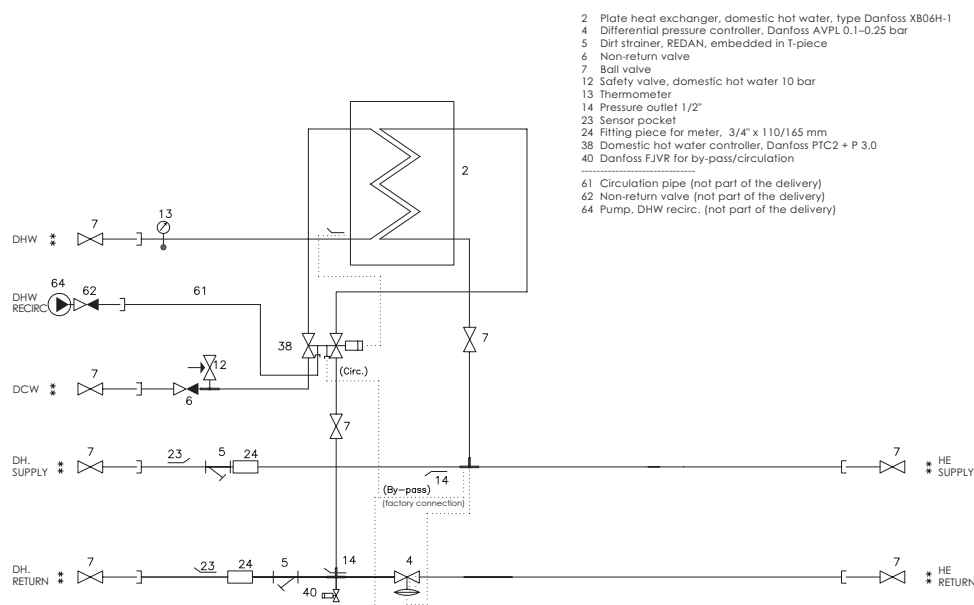 2 Plate heat exchanger, domestic hot water, type Danfoss XB06H-1
4 Differential pressure controller, Danfoss AVPL 0.1–0.25 bar
5 Dirt strainer, REDAN, embedded in T-piece
6 Non-return valve
7 Ball valve
12 Safety valve, domestic hot water 10 bar
13 Thermometer
14 Pressure outlet 1/2"
23 Sensor pocket
24 Fitting piece for meter, 3/4" x 110/165 mm
38 Domestic hot water controller, Danfoss PTC2 + P 3,0
40 Danfoss FJVR for by-pass/circulation
------------------------------
61 Circulation pipe (not part of the delivery)
62 Non-return valve (not part of the delivery)
64 Pump, DHW recirc. (not part of the delivery)
2
7 13
DHW **
64 62 61
DHW
RECIRC
38 7
(Circ.)
7 12
DCW **
6
7
7 23 5 24 7
DH.
SUPPLY **
** HE
SUPPLY
14
(By-pass)
(factory connection)
7 23 24 5 14 4 7
DH.
RETURN **
** HE
RETURN
40